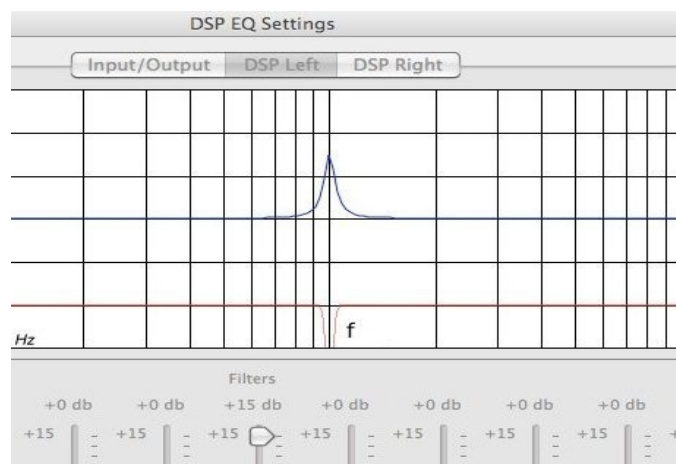 DSP EQ Settings
Input/Output DSP Left DSP Right
f
Hz
Filters
+0 db +0 db +15 db +0 db +0 db +0 db +0 db
+15 +15 +15 +15 +15 +15 +15